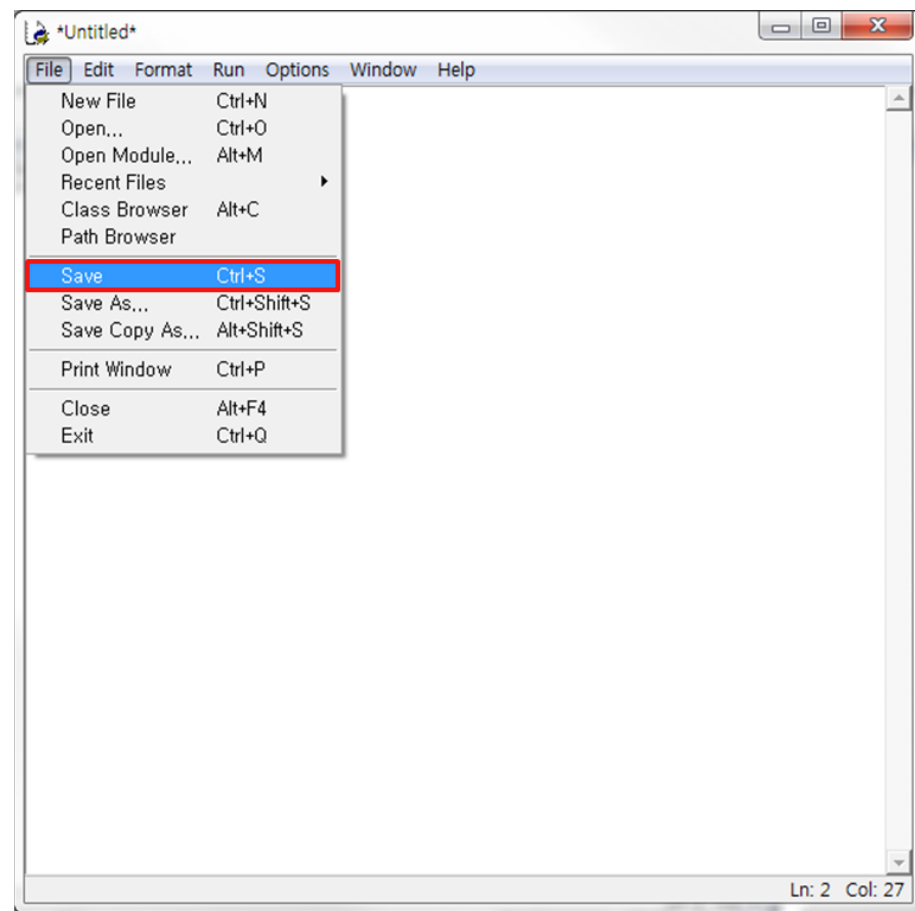 *Untitled*
File Edit Format Run Options Window Help
New File Ctrl+N
Open... Ctrl+O
Open Module... Alt+M
Recent Files
Class Browser Alt+C
Path Browser
Save Ctrl+S
Save As... Ctrl+Shift+S
Save Copy As... Alt+Shift+S
Print Window Ctrl+P
Close Alt+F4
Exit Ctrl+Q
Ln: 2 Col: 27